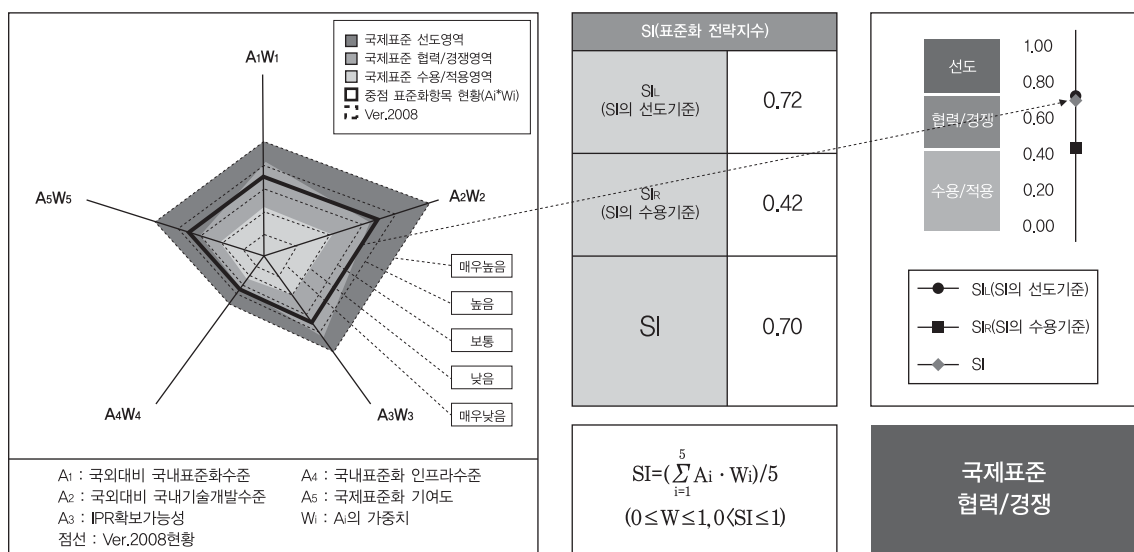 국제표준 선도영역
국제표준 협력/경쟁영역
국제표준 수용/적용영역
중점 표준화항목 현황(Ai*Wi)
Ver.2008
A₁W₁
A₂W₂
A₅W₅
매우높음
높음
보통
낮음
매우낮음
A₄W₄
A₃W₃
A₁ : 국외대비 국내표준화수준
A₂ : 국외대비 국내기술개발수준
A₃ : IPR확보가능성
점선 : Ver.2008현황
A₄ : 국내표준화 인프라수준
A₅ : 국제표준화 기여도
Wᵢ : Aᵢ의 가중치
SI(표준화 전략지수)
SIL
(SI의 선도기준)
0.72
SIR
(SI의 수용기준)
0.42
SI
0.70
SI=(5∑i=1 Ai · Wi)/5
(0≤W≤1, 0〈SI≤1)
선도
협력/경쟁
수용/적용
1.00
0.80
0.60
0.40
0.20
0.00
SIL(SI의 선도기준)
SIR(SI의 수용기준)
SI
국제표준
협력/경쟁